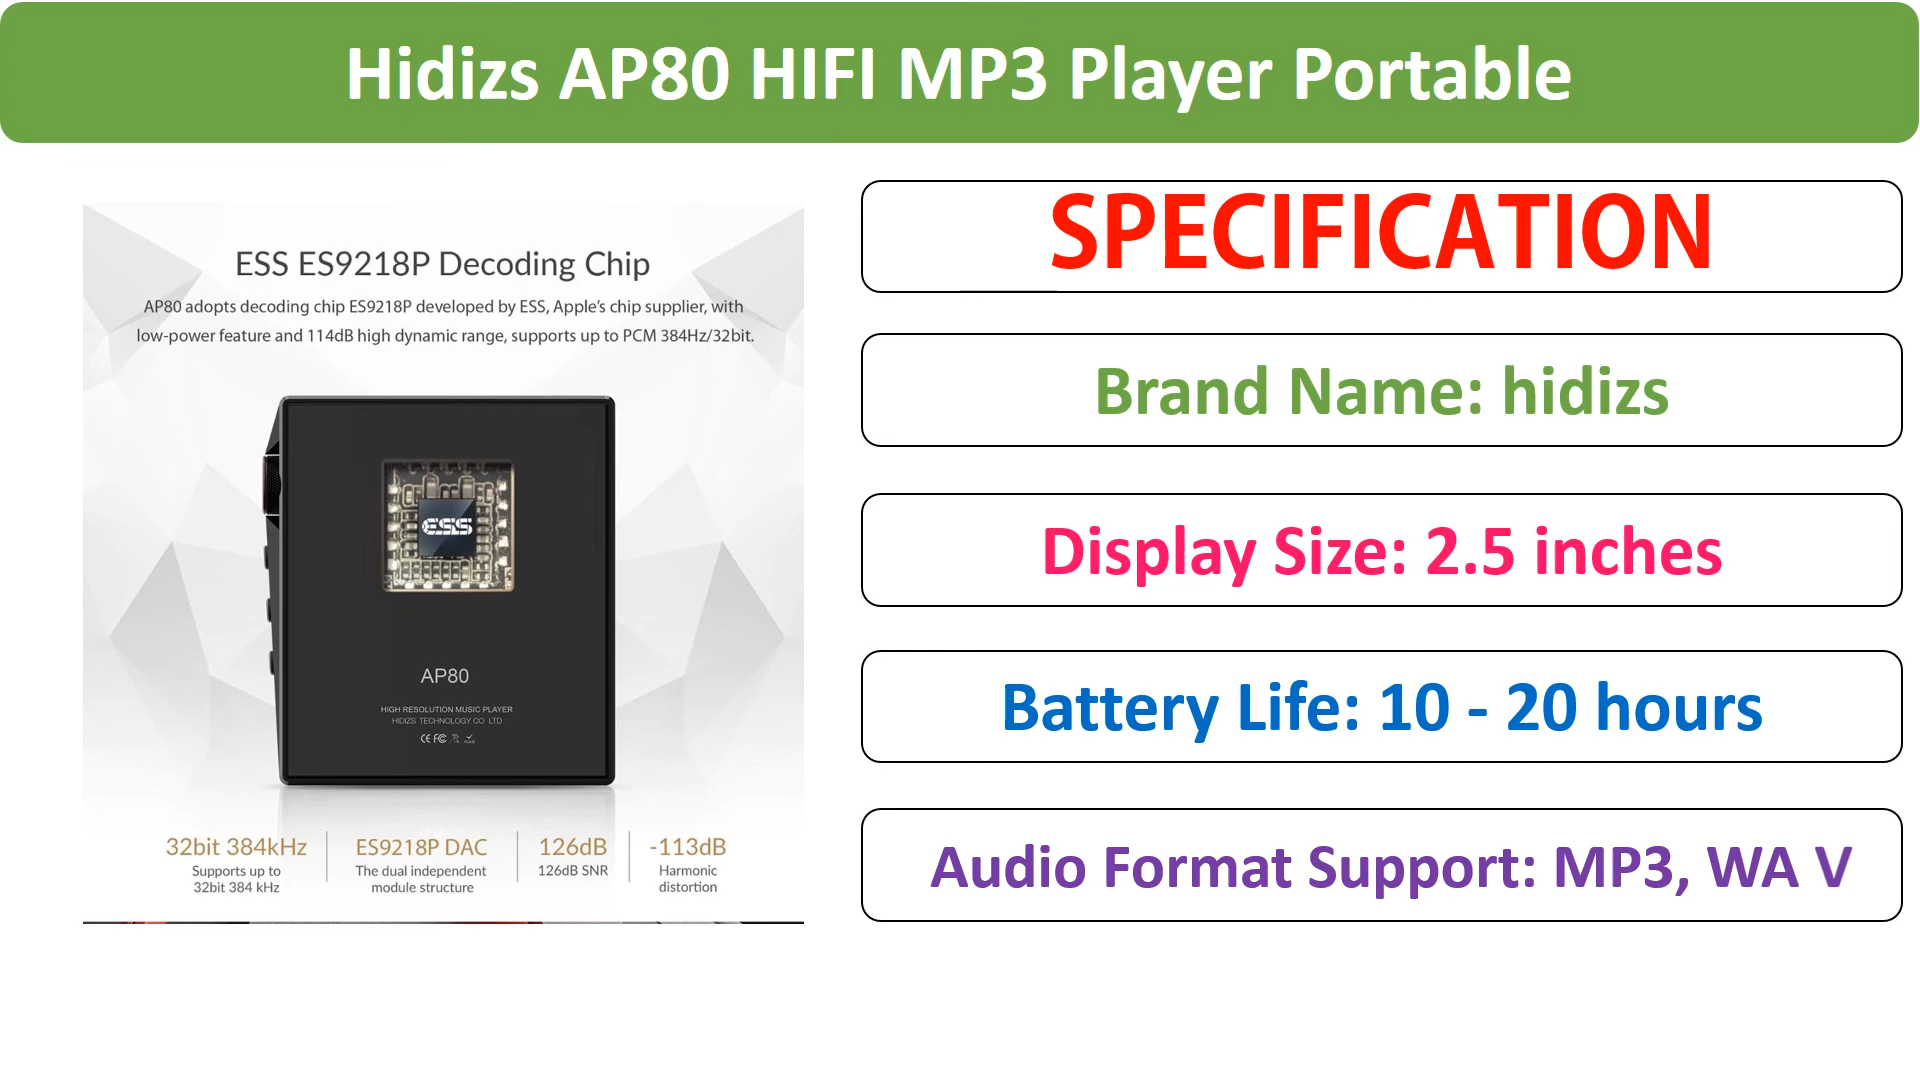 Hidizs AP80 HIFI MP3 Player Portable
ESS ES9218P Decoding Chip
AP80 adopts decoding chip ES9218P developed by ESS, Apple's chip supplier, with
low-power feature and 114dB high dynamic range, supports up to PCM 384Hz/32bit.
ESS
AP80
HIGH RESOLUTION MUSIC PLAYER
HIDIZS TECHNOLOGY CO LTD
CE FC
32bit 384kHz
Supports up to
32bit 384 kHz
ES9218P DAC
The dual independent
module structure
126dB
126dB SNR
-113dB
Harmonic
distortion
SPECIFICATION
Brand Name: hidizs
Display Size: 2.5 inches
Battery Life: 10 - 20 hours
Audio Format Support: MP3, WA V